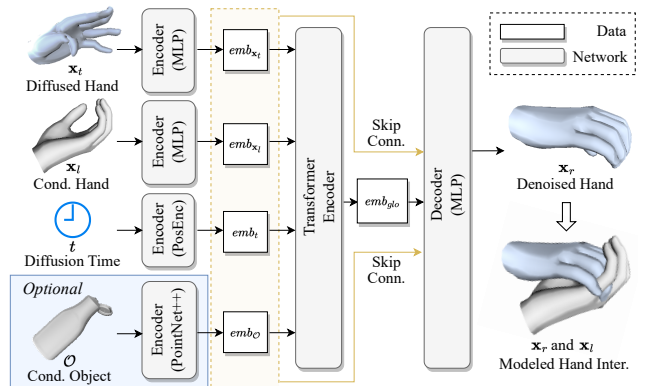 x_t
Diffused Hand
Encoder
(MLP)
emb_{x_t}
x_l
Cond. Hand
Encoder
(MLP)
emb_{x_l}
t
Diffusion Time
Encoder
(PosEnc)
emb_t
Optional
𝒪
Cond. Object
Encoder
(PointNet++)
emb_𝒪
Transformer
Encoder
Skip
Conn.
emb_{glo}
Skip
Conn.
Decoder
(MLP)
Data
Network
x_r
Denoised Hand
x_r and x_l
Modeled Hand Inter.